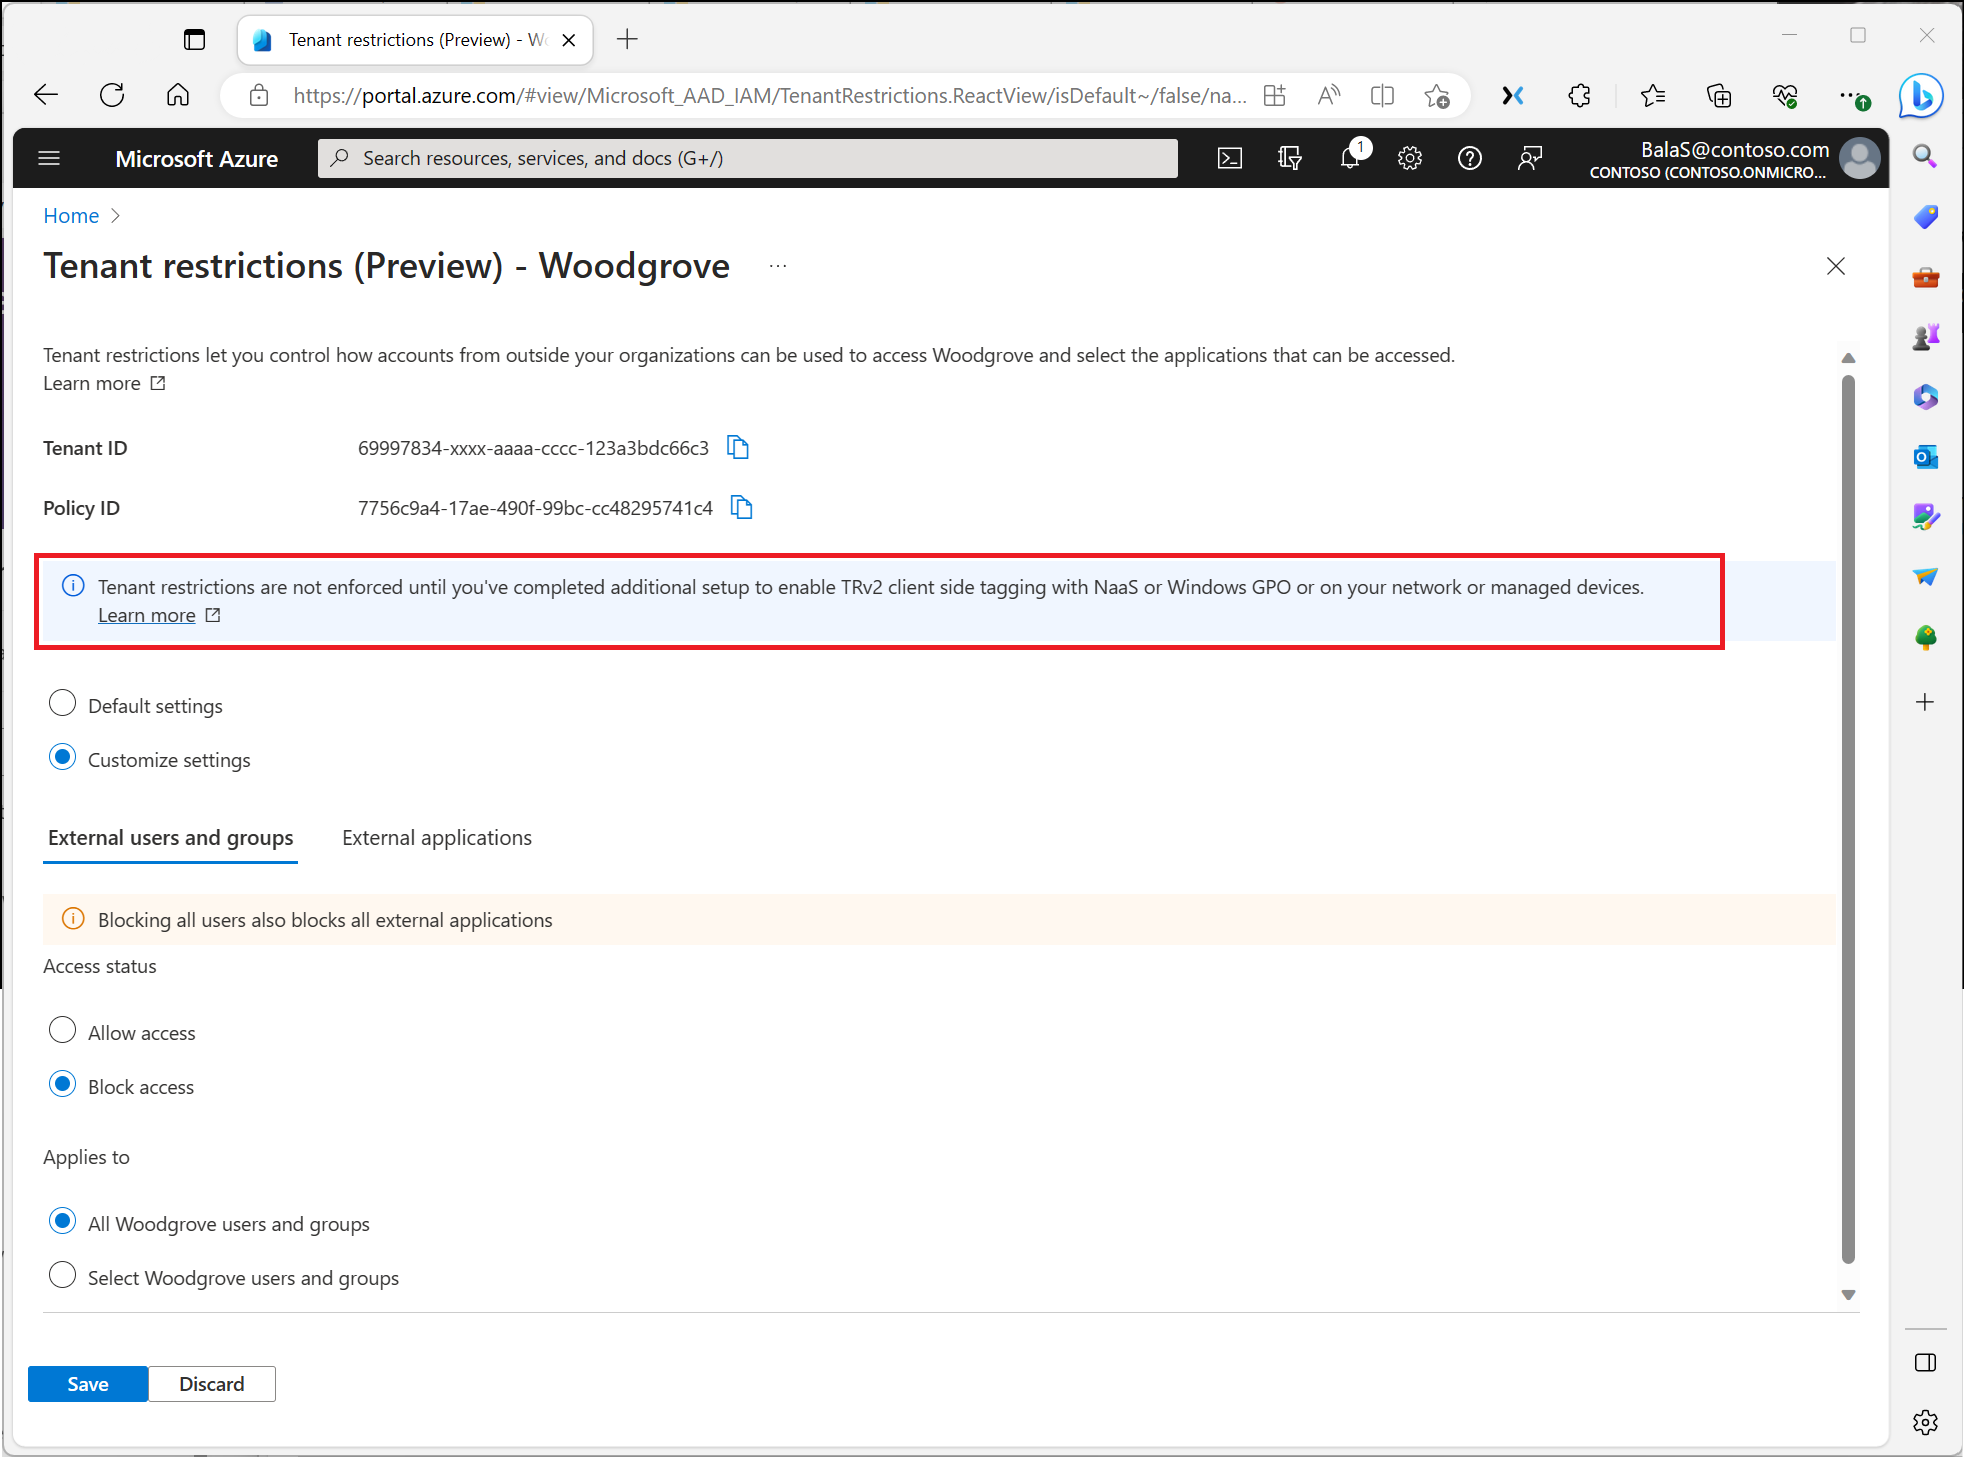 Tenant restrictions (Preview) - Wo
https://portal.azure.com/#view/Microsoft_AAD_IAM/TenantRestrictions.ReactView/isDefault~/false/na...
Microsoft Azure
Search resources, services, and docs (G+/)
1
BalaS@contoso.com
CONTOSO (CONTOSO.ONMICRO...
Home
Tenant restrictions (Preview) - Woodgrove
...
Tenant restrictions let you control how accounts from outside your organizations can be used to access Woodgrove and select the applications that can be accessed.
Learn more
Tenant ID 69997834-xxxx-aaaa-cccc-123a3bdc66c3
Policy ID 7756c9a4-17ae-490f-99bc-cc48295741c4
Tenant restrictions are not enforced until you've completed additional setup to enable TRv2 client side tagging with NaaS or Windows GPO or on your network or managed devices.
Learn more
Default settings
Customize settings
External users and groups External applications
Blocking all users also blocks all external applications
Access status
Allow access
Block access
Applies to
All Woodgrove users and groups
Select Woodgrove users and groups
Save Discard